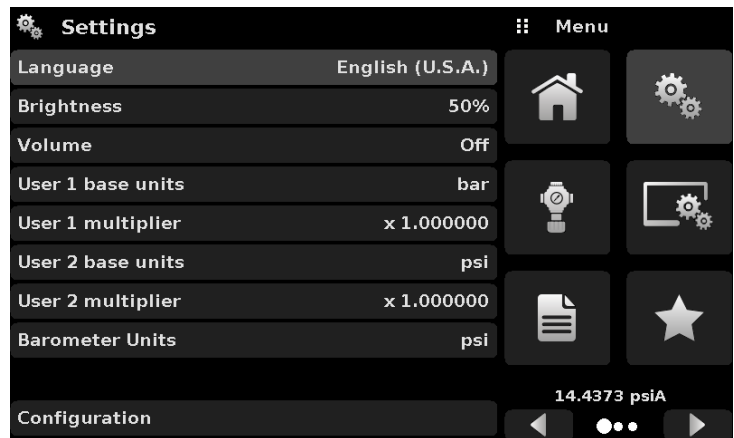 Settings
Language English (U.S.A.)
Brightness 50%
Volume Off
User 1 base units bar
User 1 multiplier x 1.000000
User 2 base units psi
User 2 multiplier x 1.000000
Barometer Units psi
Configuration
Menu
14.4373 psiA